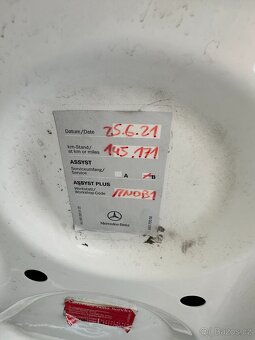 Datum/Date 25.6.21
km-Stand/
at km or miles 145.171
ASSYST
Serviceumfang/
Service A B
ASSYST PLUS
Werkstatt/
Workshop Code
Mercedes-Benz